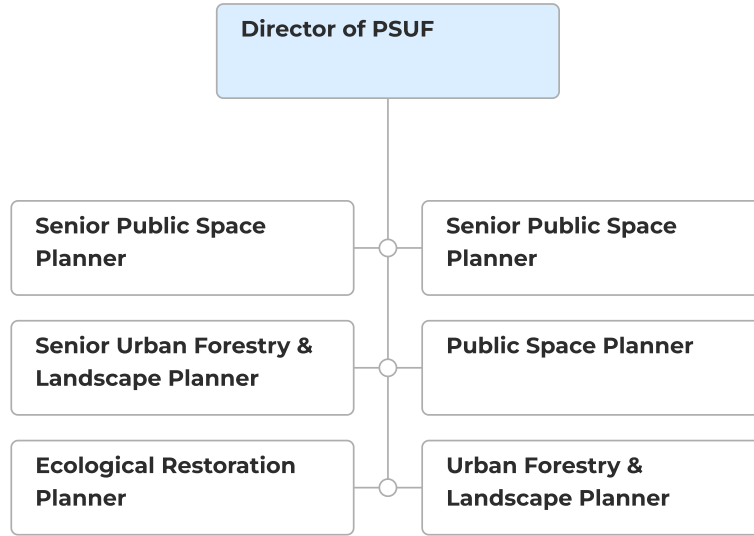 Director of PSUF
Senior Public Space
Planner
Senior Public Space
Planner
Senior Urban Forestry &
Landscape Planner
Public Space Planner
Ecological Restoration
Planner
Urban Forestry &
Landscape Planner